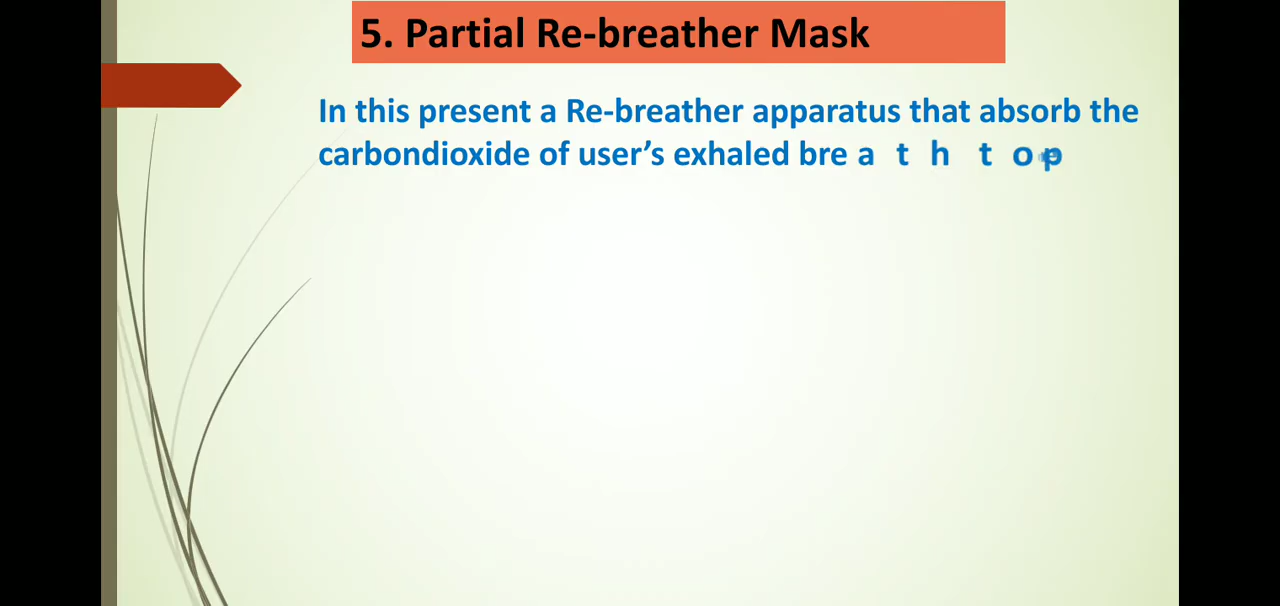 5. Partial Re-breather Mask
In this present a Re-breather apparatus that absorb the
carbondioxide of user's exhaled bre a t h t o p